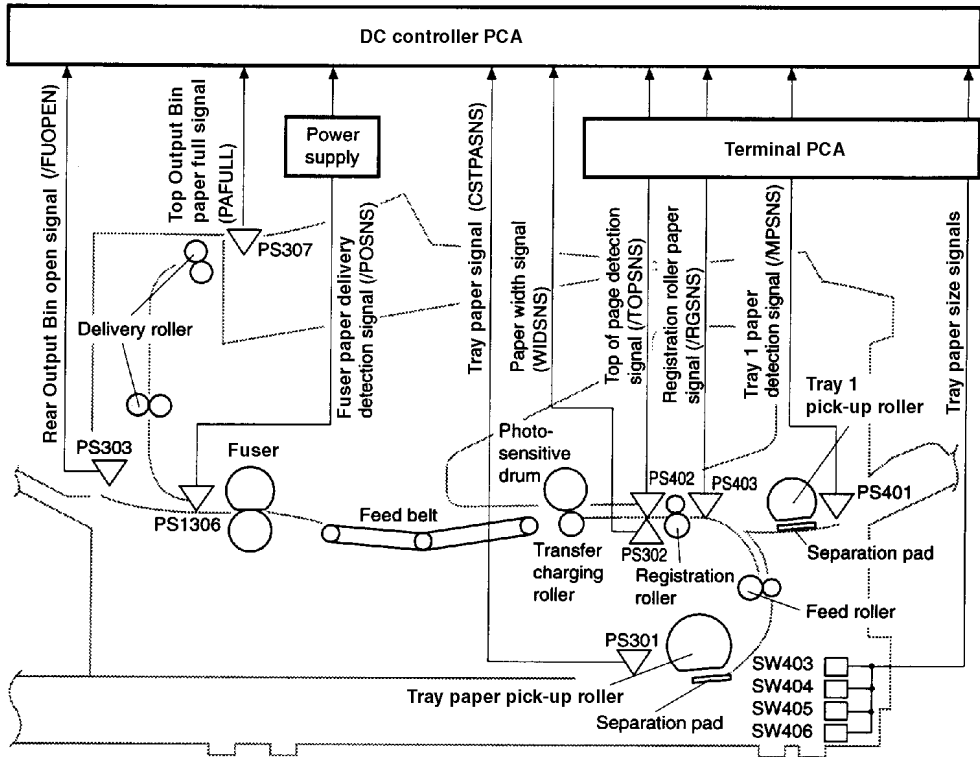 DC controller PCA
Rear Output Bin open signal (/FUOPEN)
Top Output Bin
paper full signal
(PAFULL)
Power
supply
Fuser paper delivery
detection signal (/POSNS)
Tray paper signal (CSTPASNS)
Paper width signal
(WIDSNS)
Top of page detection
signal (/TOPSNS)
Registration roller paper
signal (/RGSNS)
Terminal PCA
Tray 1 paper
detection signal (/MPSNS)
Tray paper size signals
PS307
Delivery roller
Tray 1
pick-up roller
PS303
Fuser
Photo-
sensitive
drum
PS402
PS403
PS401
PS1306
Feed belt
Transfer
charging
roller
PS302
Registration
roller
Separation pad
Feed roller
PS301
Tray paper pick-up roller
Separation pad
SW403
SW404
SW405
SW406